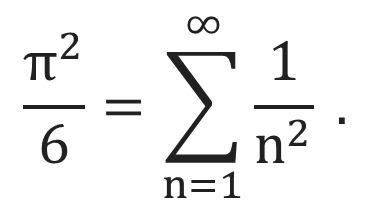 π²/6 = ∑_{n=1}^{∞} 1/n² .